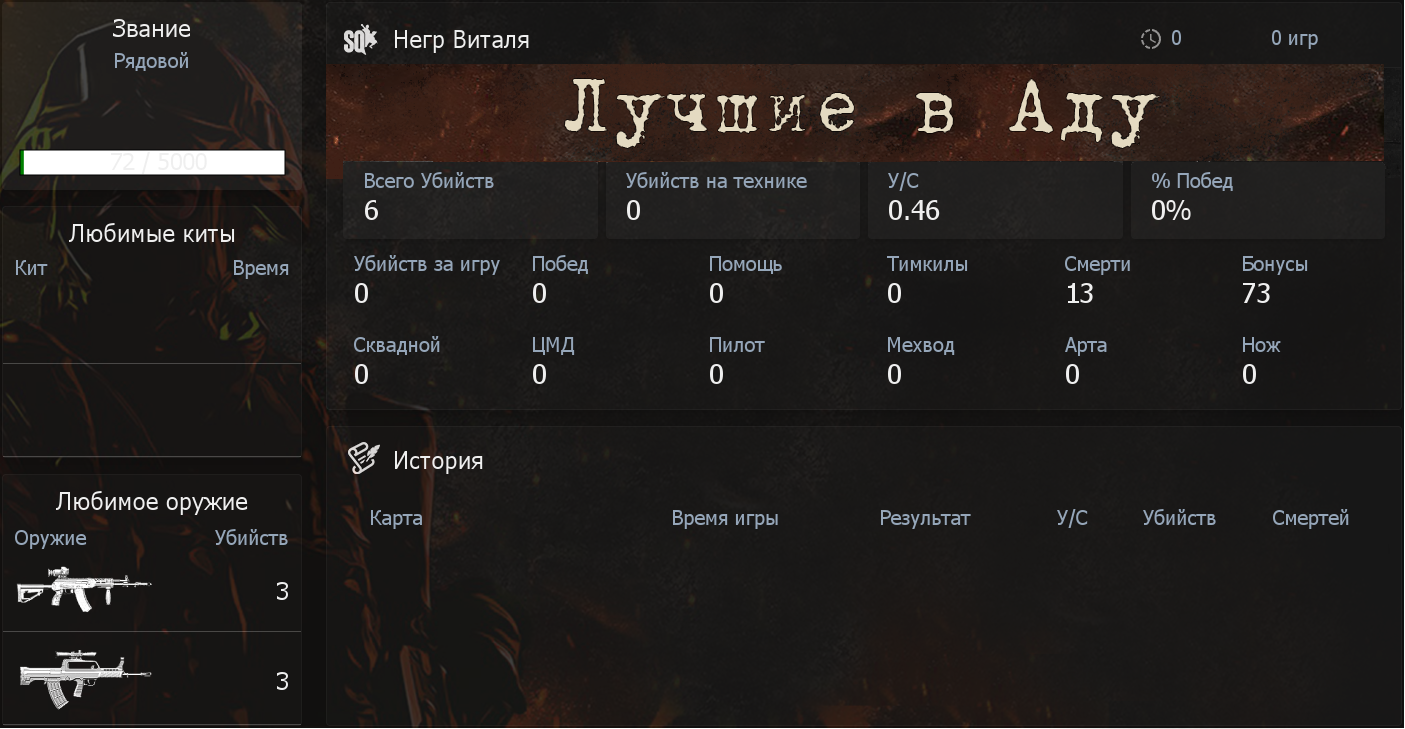 Звание
Рядовой
72 / 5000
Любимые киты
Кит Время
Любимое оружие
Оружие Убийств
3
3
SQ Негр Виталя 0 0 игр
Лучшие в Аду
Всего Убийств Убийств на технике У/С % Побед
6 0 0.46 0%
Убийств за игру Побед Помощь Тимкилы Смерти Бонусы
0 0 0 0 13 73
Сквадной ЦМД Пилот Мехвод Арта Нож
0 0 0 0 0 0
История
Карта Время игры Результат У/С Убийств Смертей